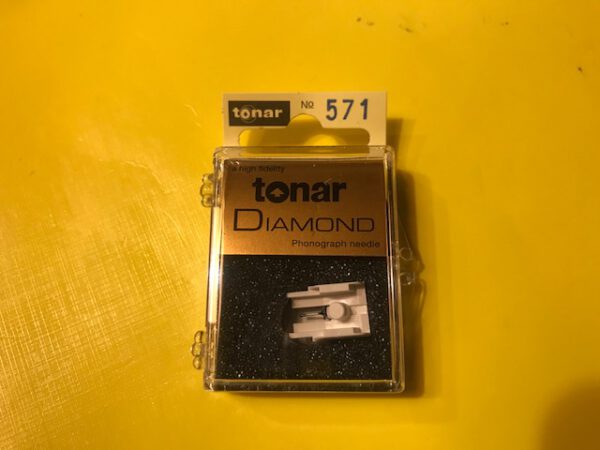 tonar № 571
a high fidelity
tonar
DIAMOND
Phonograph needle